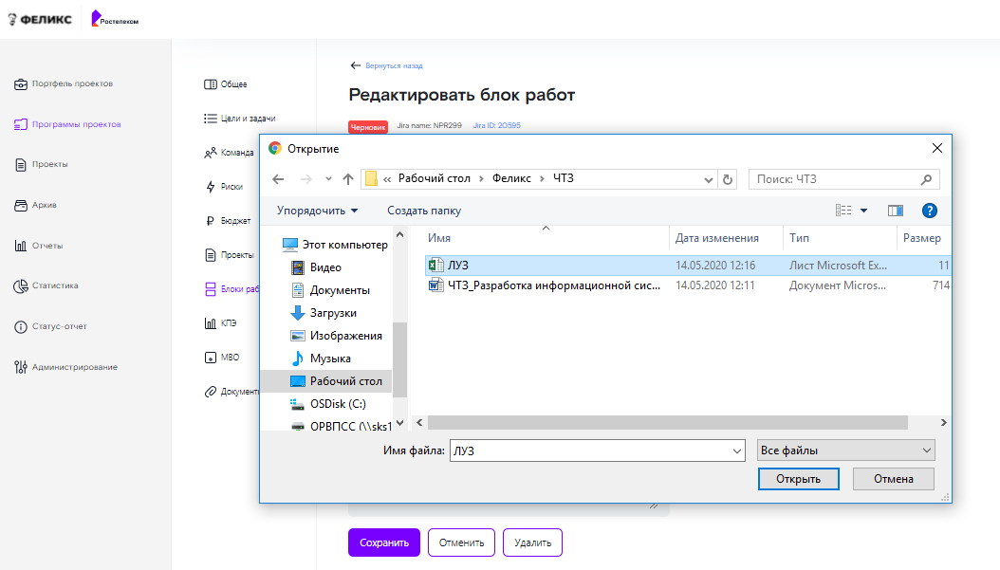 ФЕЛИКС
Ростелеком
Портфель проектов
Программы проектов
Проекты
Архив
Отчеты
Статистика
Статус-отчет
Администрирование
Общее
Цели и задачи
Команда
Риски
Бюджет
Проекты
Блоки раб
КПЭ
МВО
Документ
Вернуться назад
Редактировать блок работ
Черновик Jira name: NPR299 Jira ID: 20595
Открытие
« Рабочий стол › Феликс › ЧТЗ
Поиск: ЧТЗ
Упорядочить Создать папку
Этот компьютер
Видео
Документы
Загрузки
Изображения
Музыка
Рабочий стол
OSDisk (C:)
ОРВПСС (\\sks1
Имя Дата изменения Тип Размер
ЛУЗ 14.05.2020 12:16 Лист Microsoft Ex... 11
ЧТЗ_Разработка информационной сис... 14.05.2020 12:11 Документ Micros... 714
Имя файла: ЛУЗ Все файлы
Открыть Отмена
Сохранить Отменить Удалить